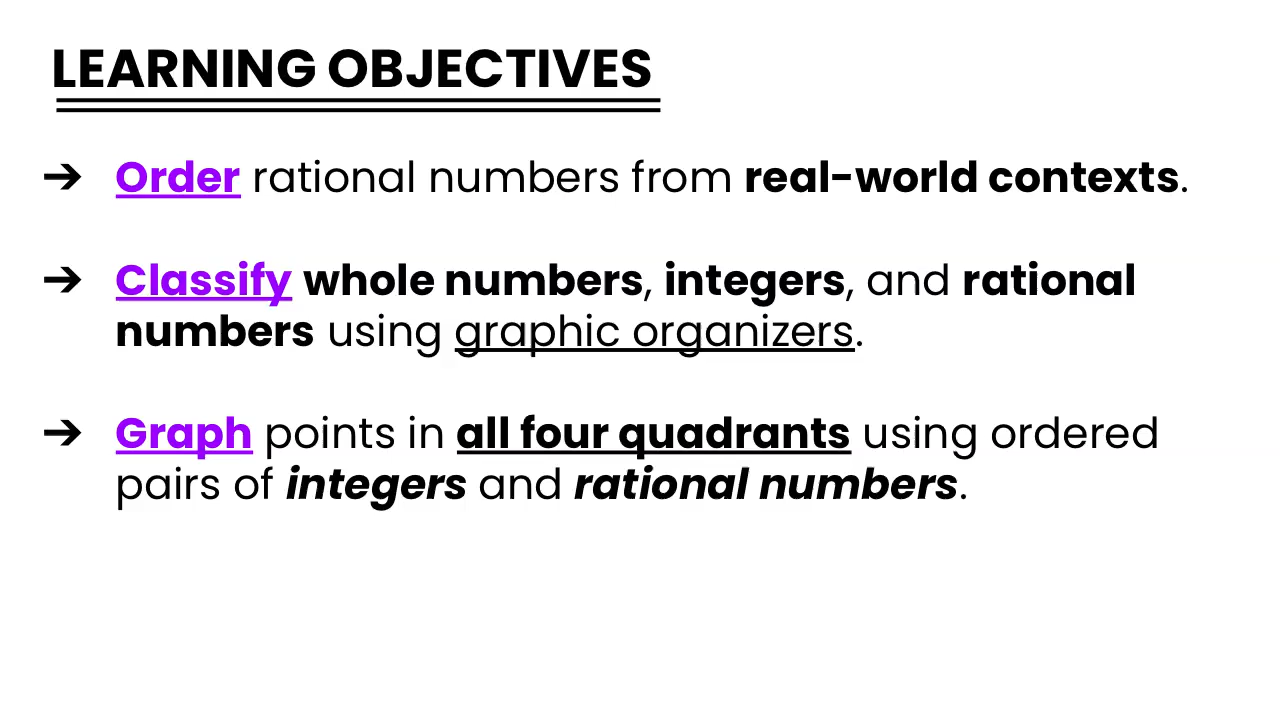 LEARNING OBJECTIVES
➔ Order rational numbers from real-world contexts.
➔ Classify whole numbers, integers, and rational
numbers using graphic organizers.
➔ Graph points in all four quadrants using ordered
pairs of integers and rational numbers.